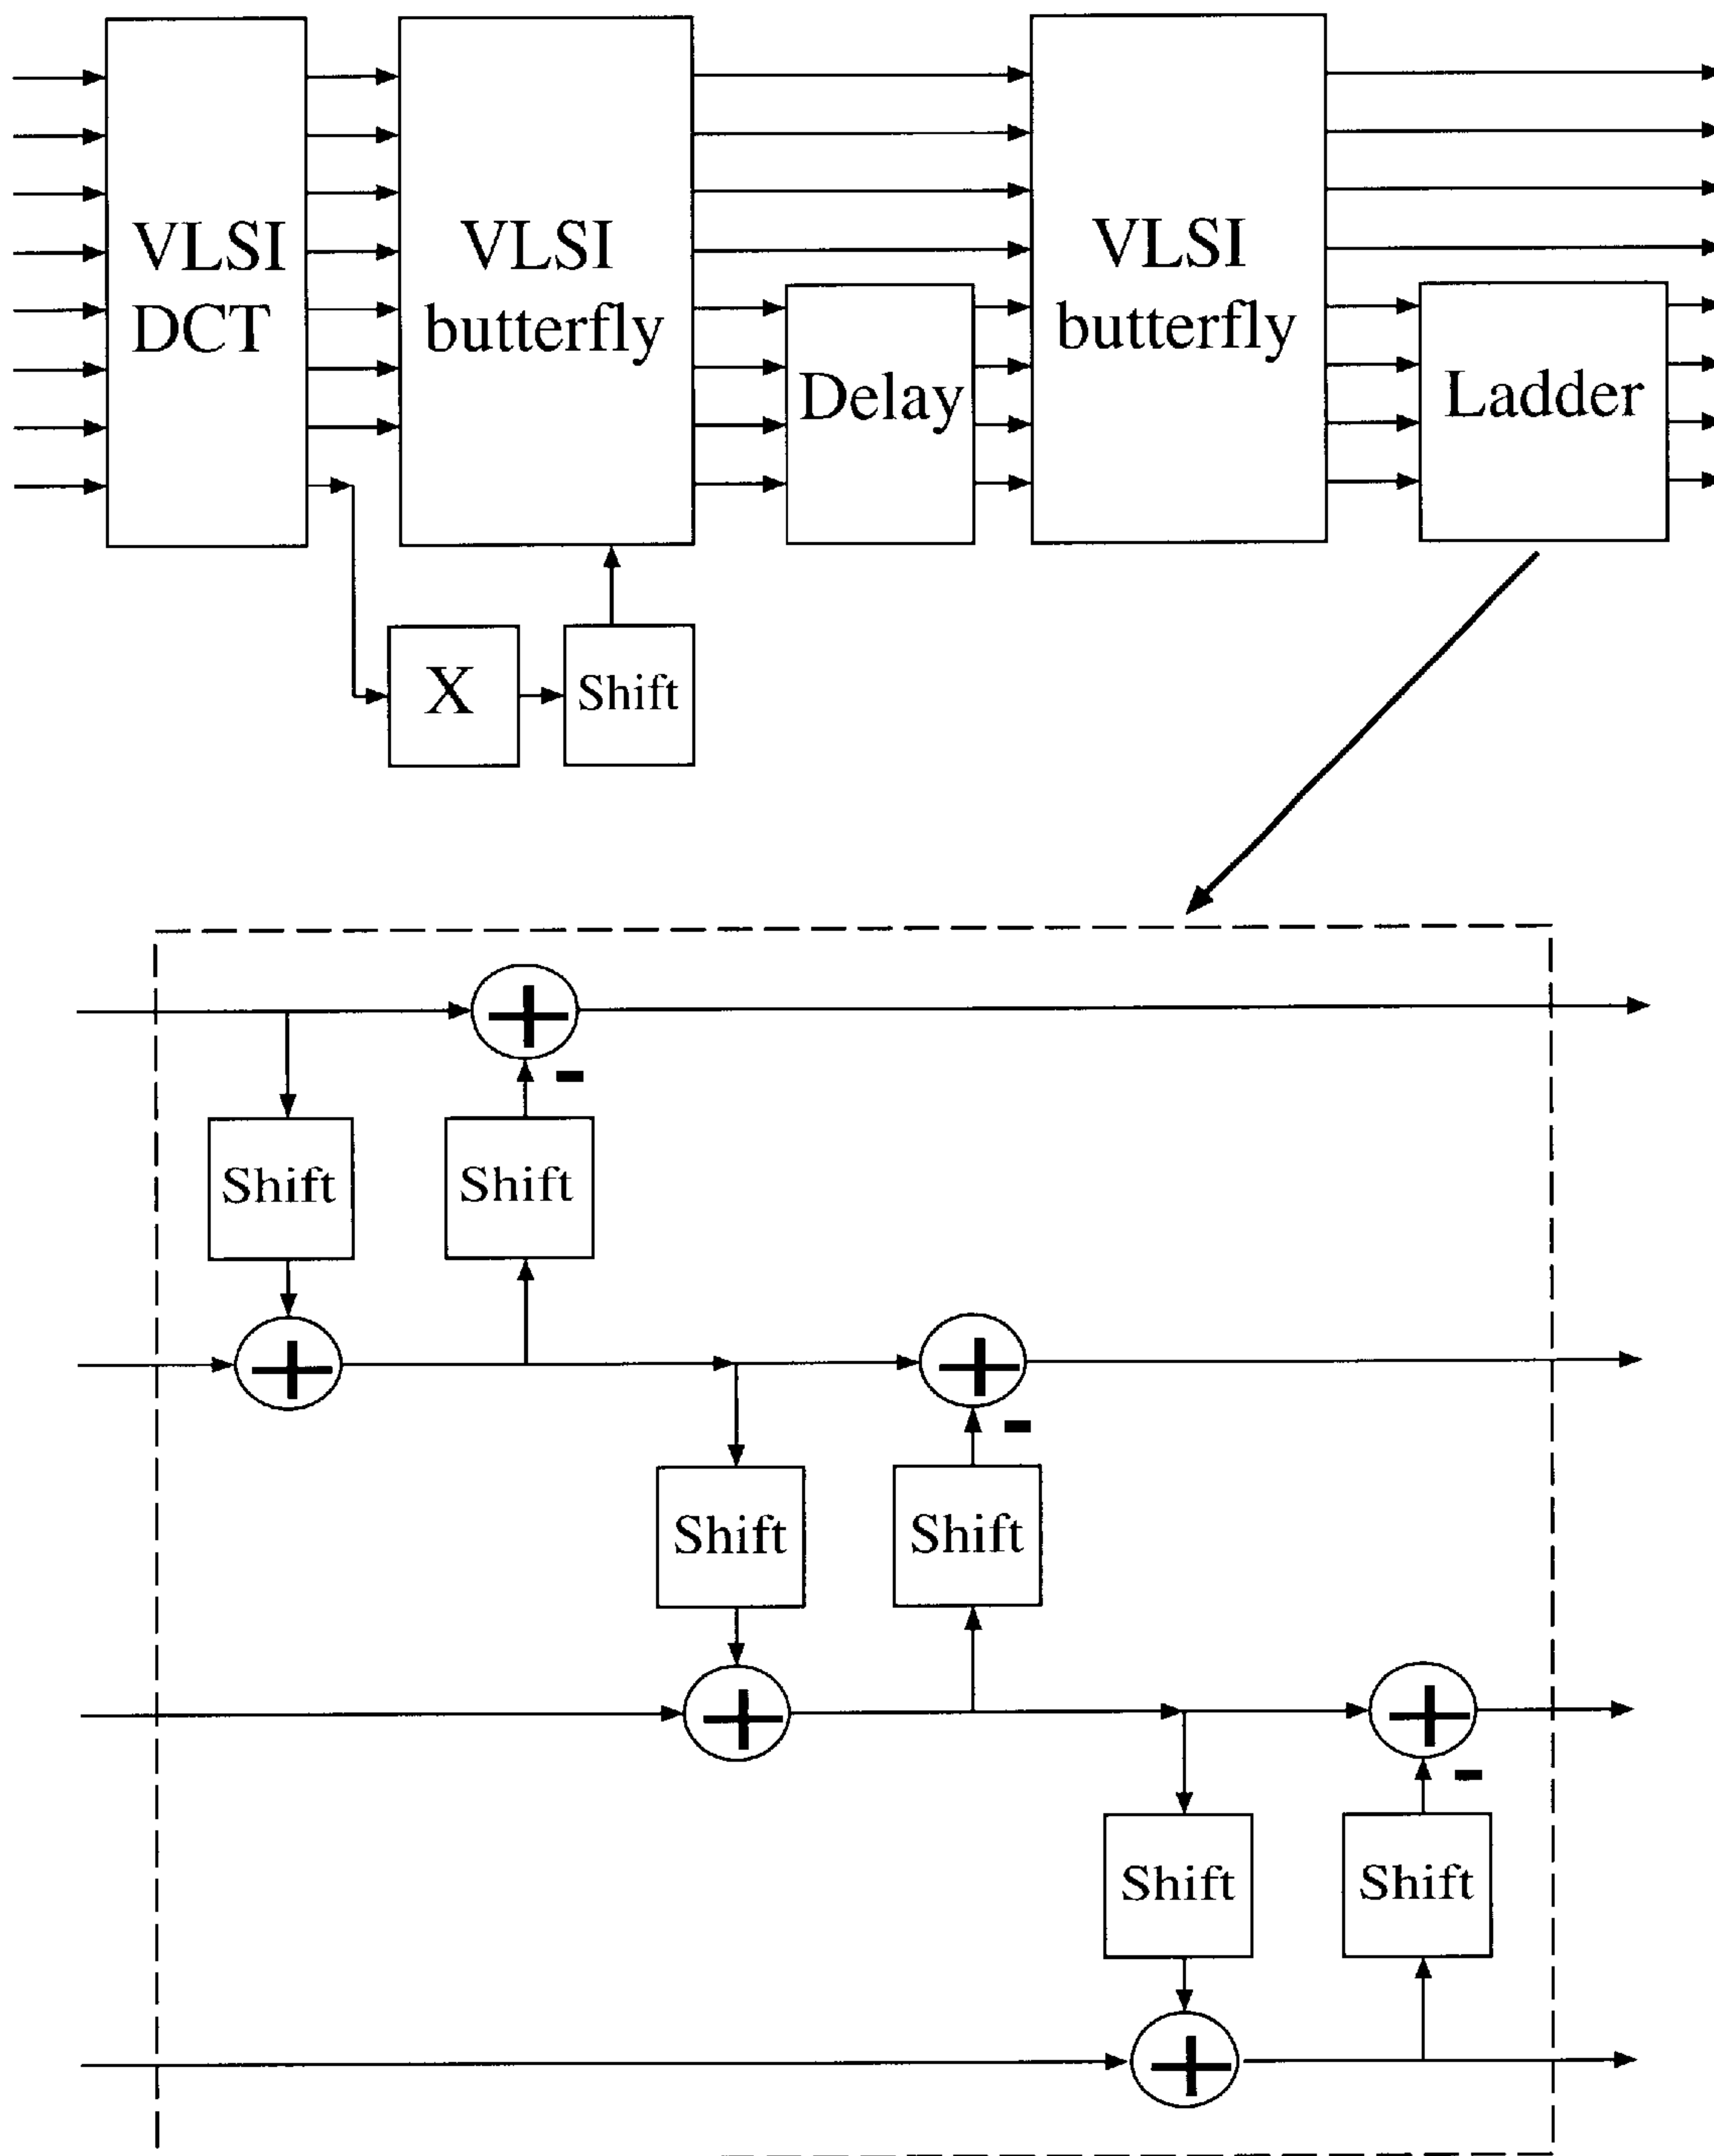 VLSI
DCT
VLSI
butterfly
Delay
VLSI
butterfly
Ladder
X
Shift
+
-
Shift
Shift
+
+
-
Shift
Shift
+
+
-
Shift
Shift
+